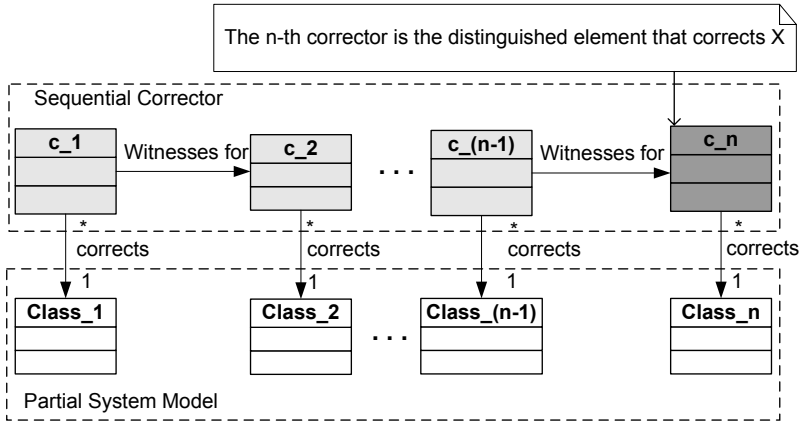 The n-th corrector is the distinguished element that corrects X
Sequential Corrector
c_1
Witnesses for
c_2
. . .
c_(n-1)
Witnesses for
c_n
* * * *
corrects corrects corrects corrects
1 1 1 1
Class_1 Class_2 . . . Class_(n-1) Class_n
Partial System Model